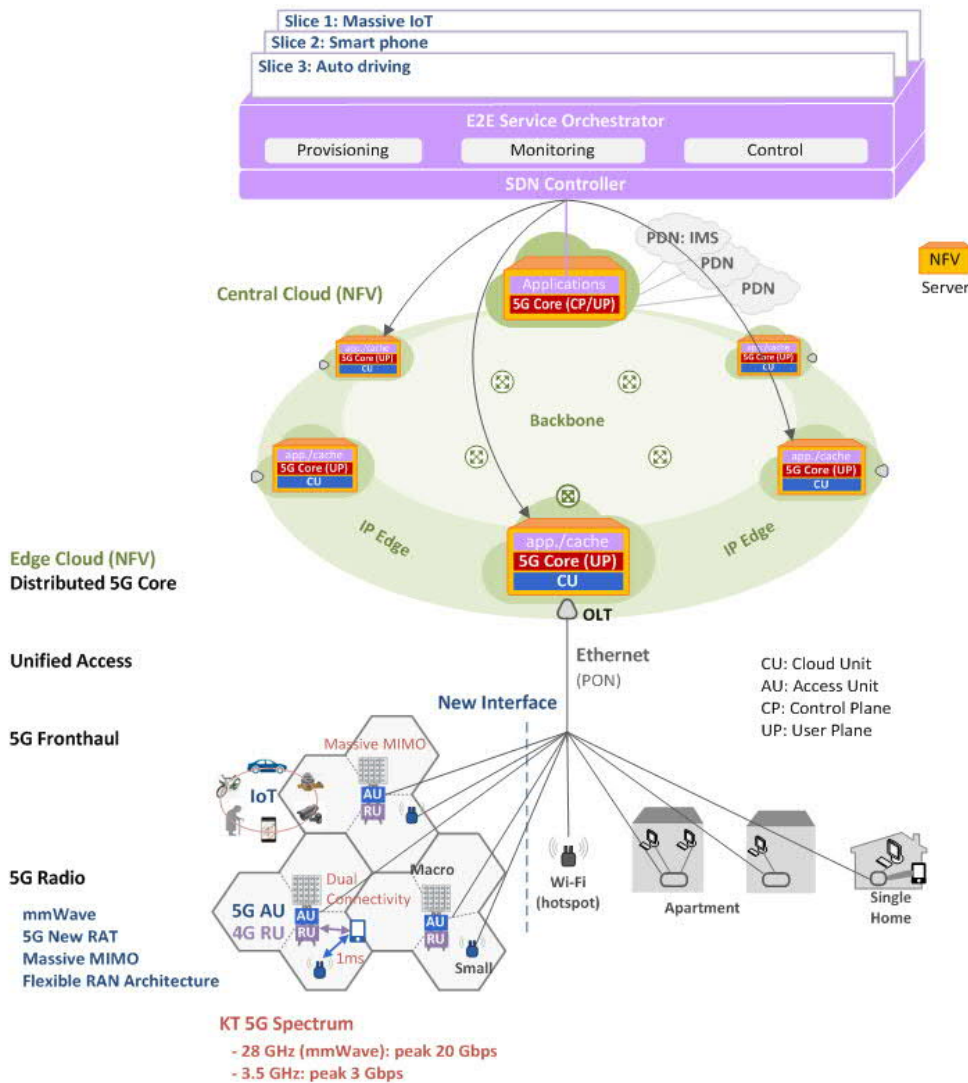 Slice 1: Massive IoT
Slice 2: Smart phone
Slice 3: Auto driving
E2E Service Orchestrator
Provisioning
Monitoring
Control
SDN Controller
PDN: IMS
PDN
PDN
NFV
Server
Central Cloud (NFV)
Applications
5G Core (CP/UP)
app./cache
5G Core (UP)
CU
app./cache
5G Core (UP)
CU
Backbone
app./cache
5G Core (UP)
CU
app./cache
5G Core (UP)
CU
IP Edge
IP Edge
app./cache
5G Core (UP)
CU
Edge Cloud (NFV)
Distributed 5G Core
OLT
Unified Access
Ethernet
(PON)
CU: Cloud Unit
AU: Access Unit
CP: Control Plane
UP: User Plane
New Interface
5G Fronthaul
Massive MIMO
IoT
AU
RU
Macro
5G Radio
mmWave
5G New RAT
Massive MIMO
Flexible RAN Architecture
Dual
Connectivity
5G AU
4G RU
AU
RU
1ms
AU
RU
Small
Wi-Fi
(hotspot)
Apartment
Single
Home
KT 5G Spectrum
- 28 GHz (mmWave): peak 20 Gbps
- 3.5 GHz: peak 3 Gbps